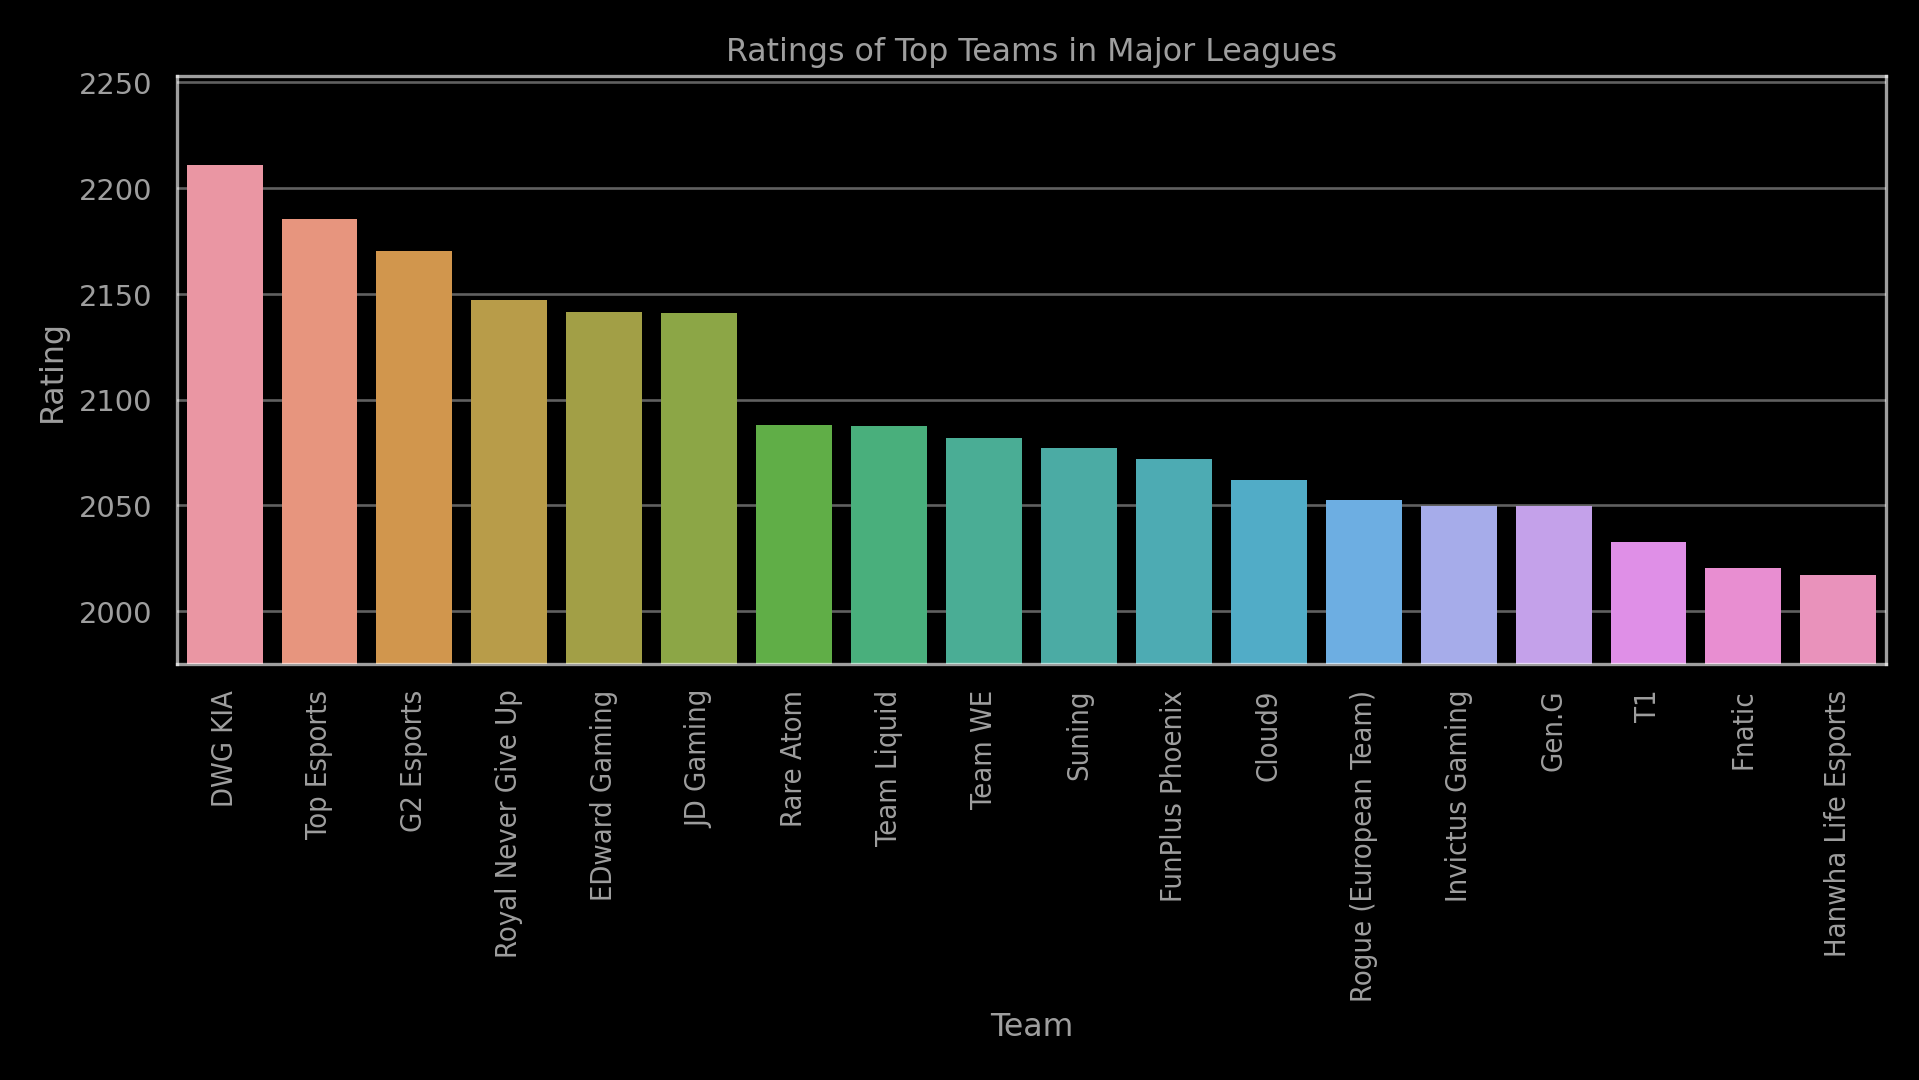 Ratings of Top Teams in Major Leagues
2250
2200
2150
2100
2050
2000
Rating
DWG KIA
Top Esports
G2 Esports
Royal Never Give Up
EDward Gaming
JD Gaming
Rare Atom
Team Liquid
Team WE
Suning
FunPlus Phoenix
Cloud9
Rogue (European Team)
Invictus Gaming
Gen.G
T1
Fnatic
Hanwha Life Esports
Team